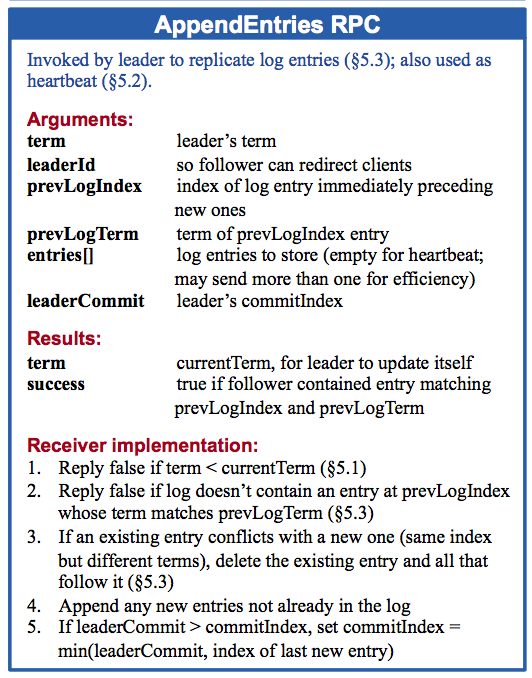 AppendEntries RPC
Invoked by leader to replicate log entries (§5.3); also used as
heartbeat (§5.2).
Arguments:
term leader’s term
leaderId so follower can redirect clients
prevLogIndex index of log entry immediately preceding
new ones
prevLogTerm term of prevLogIndex entry
entries[] log entries to store (empty for heartbeat;
may send more than one for efficiency)
leaderCommit leader’s commitIndex
Results:
term currentTerm, for leader to update itself
success true if follower contained entry matching
prevLogIndex and prevLogTerm
Receiver implementation:
1. Reply false if term < currentTerm (§5.1)
2. Reply false if log doesn’t contain an entry at prevLogIndex
whose term matches prevLogTerm (§5.3)
3. If an existing entry conflicts with a new one (same index
but different terms), delete the existing entry and all that
follow it (§5.3)
4. Append any new entries not already in the log
5. If leaderCommit > commitIndex, set commitIndex =
min(leaderCommit, index of last new entry)